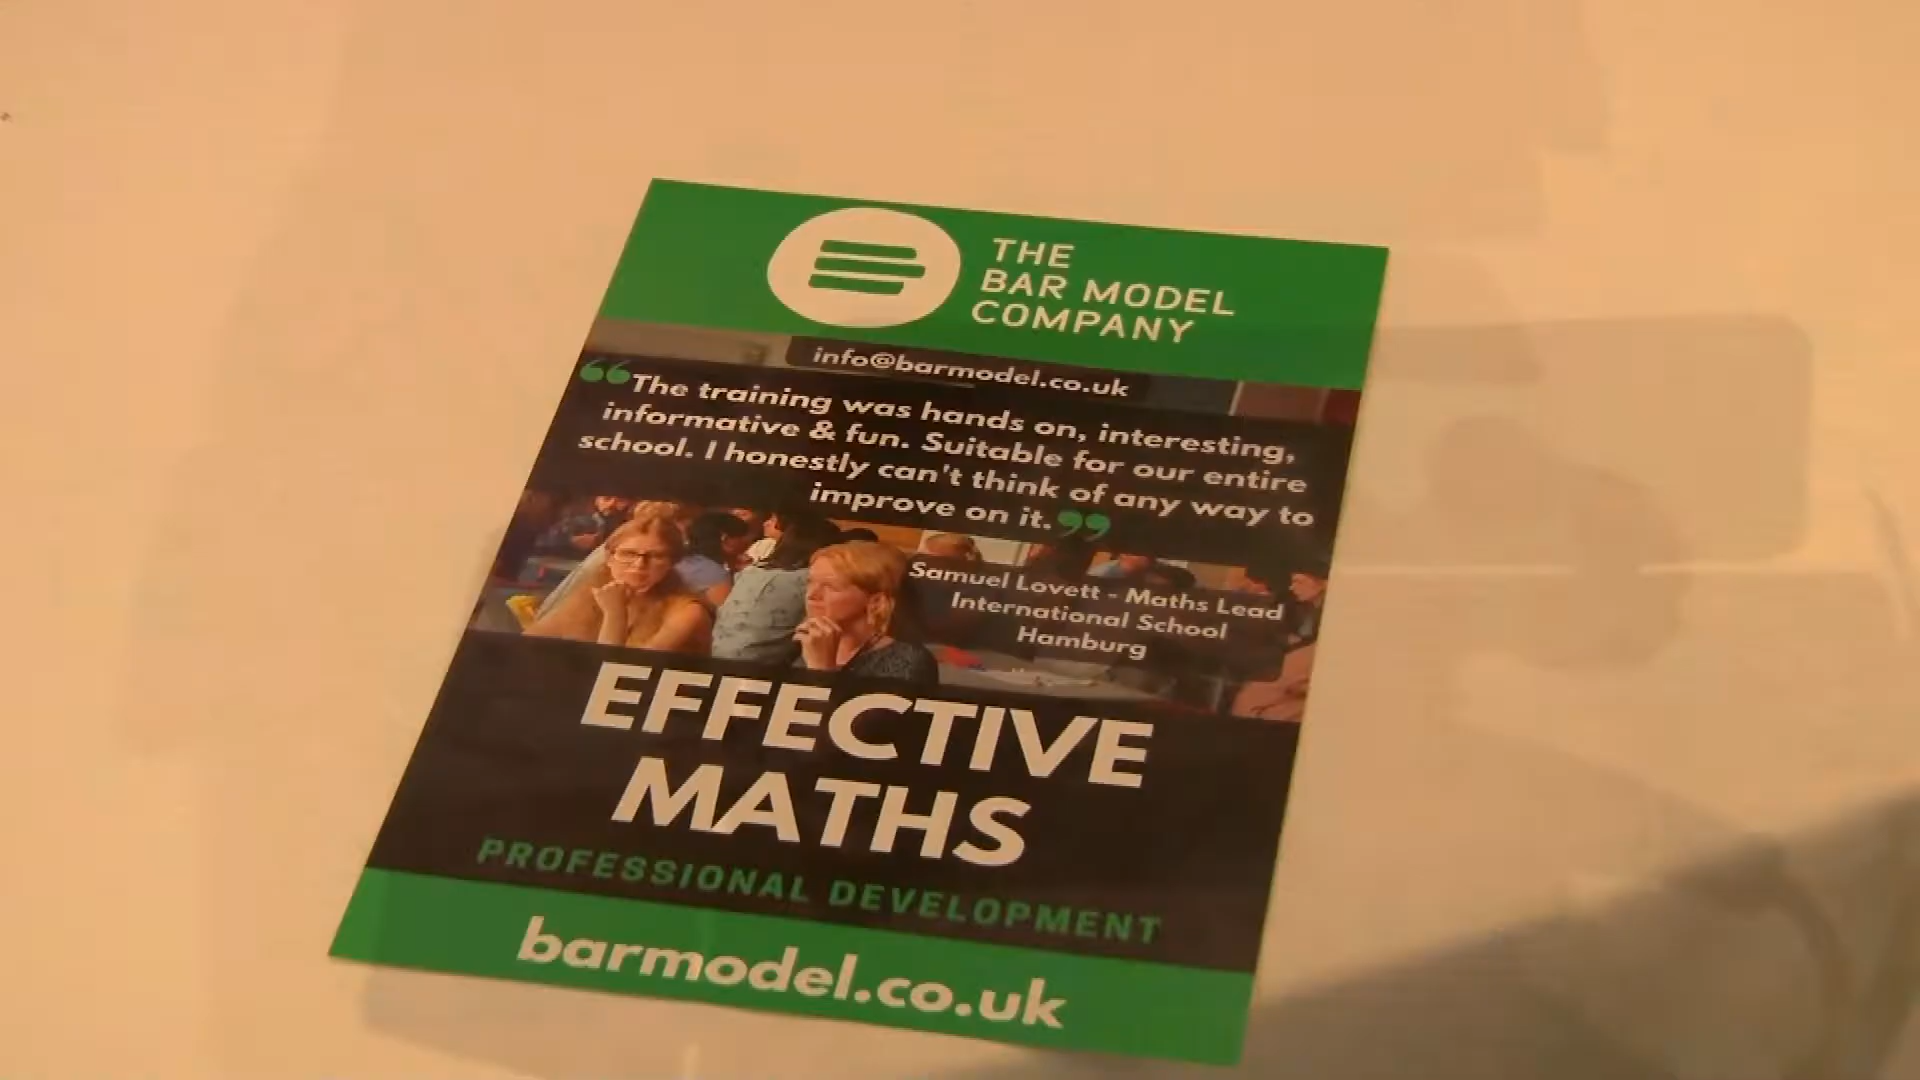 THE
BAR MODEL
COMPANY
info@barmodel.co.uk
“The training was hands on, interesting,
informative & fun. Suitable for our entire
school. I honestly can't think of any way to
improve on it.”
Samuel Lovett - Maths Lead
International School
Hamburg
EFFECTIVE
MATHS
PROFESSIONAL DEVELOPMENT
barmodel.co.uk